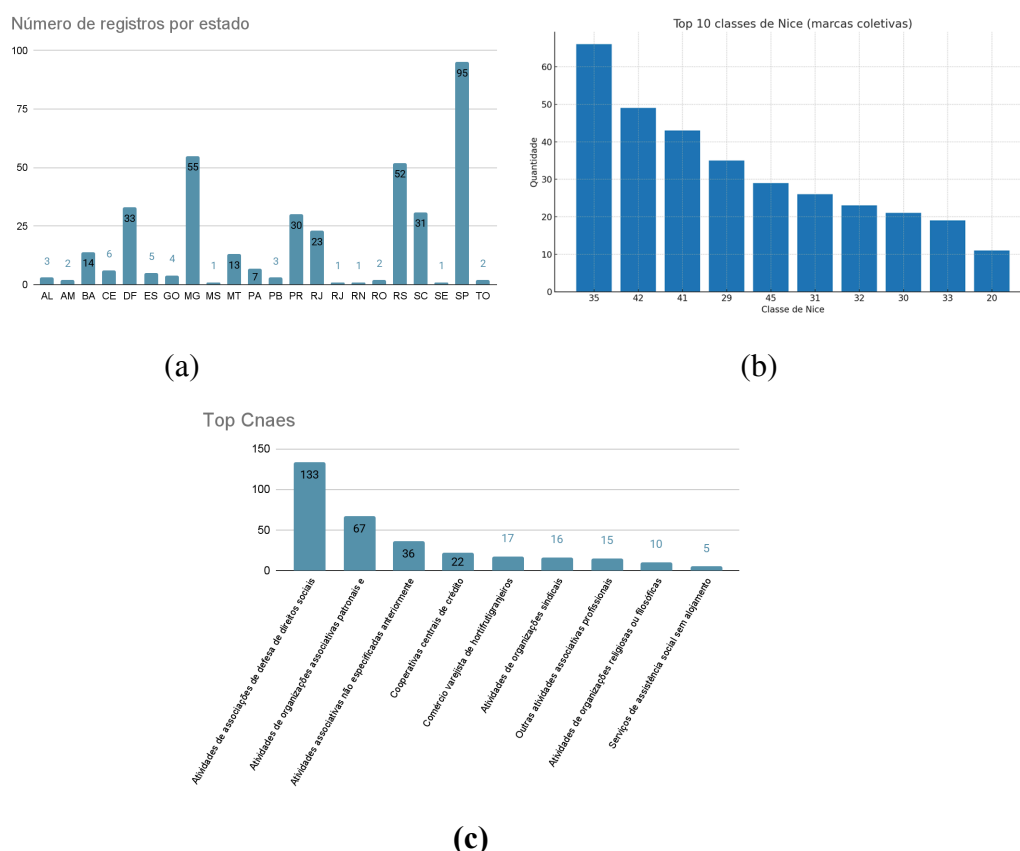 Número de registros por estado
100
75
50
25
0
3
2
14
6
33
5
4
55
1
13
7
3
30
23
1
1
2
52
31
1
95
2
AL AM BA CE DF ES GO MG MS MT PA PB PR RJ RJ RN RO RS SC SE SP TO
(a)
Top 10 classes de Nice (marcas coletivas)
Quantidade
60
50
40
30
20
10
0
35 42 41 29 45 31 32 30 33 20
Classe de Nice
(b)
Top Cnaes
150
100
50
0
133
67
36
22
17
16
15
10
5
Atividades de associações de defesa de direitos sociais
Atividades de organizações associativas patronais e
Atividades associativas não especificadas anteriormente
Cooperativas centrais de crédito
Comércio varejista de hortifrutigranjeiros
Atividades de organizações sindicais
Outras atividades associativas profissionais
Atividades de organizações religiosas ou filosóficas
Serviços de assistência social sem alojamento
(c)